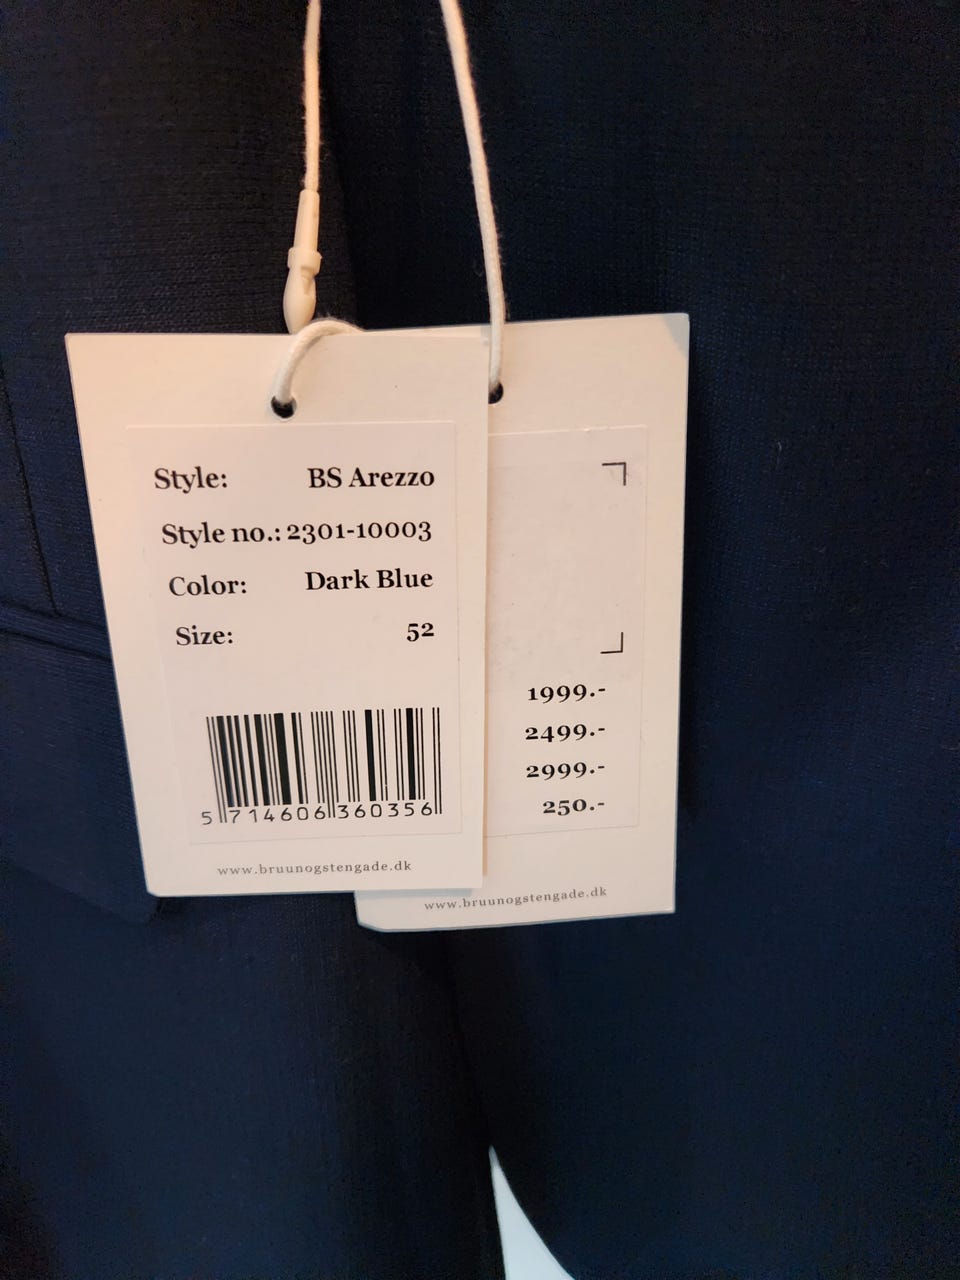 Style: BS Arezzo
Style no.: 2301-10003
Color: Dark Blue
Size: 52
5 714606 360356
www.bruunogstengade.dk
1999.-
2499.-
2999.-
250.-
www.bruunogstengade.dk